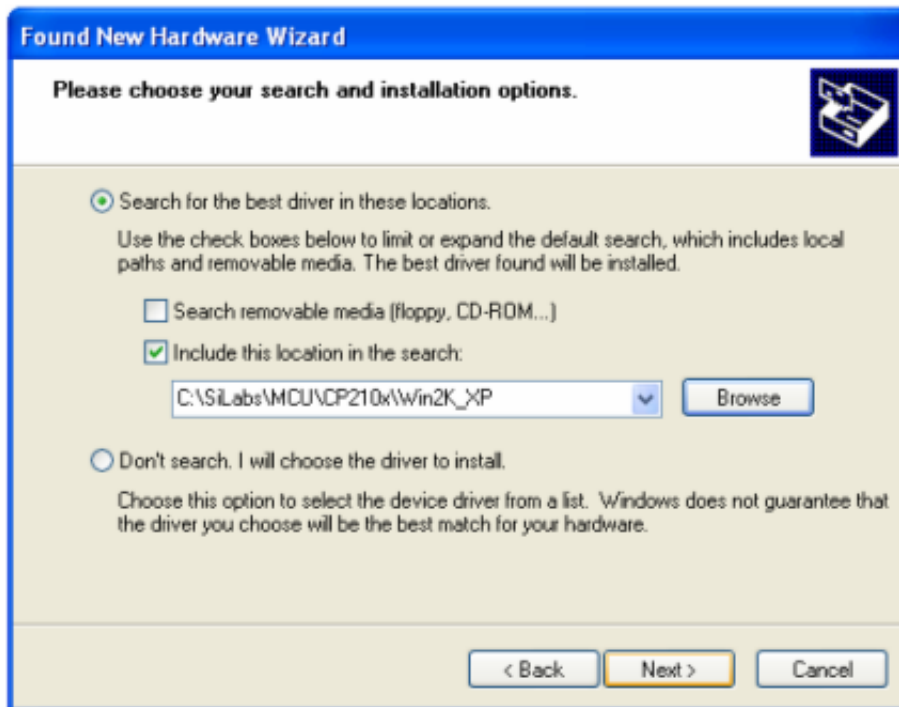 Found New Hardware Wizard
Please choose your search and installation options.
Search for the best driver in these locations.
Use the check boxes below to limit or expand the default search, which includes local
paths and removable media. The best driver found will be installed.
Search removable media (floppy, CD-ROM...)
Include this location in the search:
C:\SiLabs\MCU\CP210x\Win2K_XP
Browse
Don't search. I will choose the driver to install.
Choose this option to select the device driver from a list. Windows does not guarantee that
the driver you choose will be the best match for your hardware.
< Back
Next >
Cancel